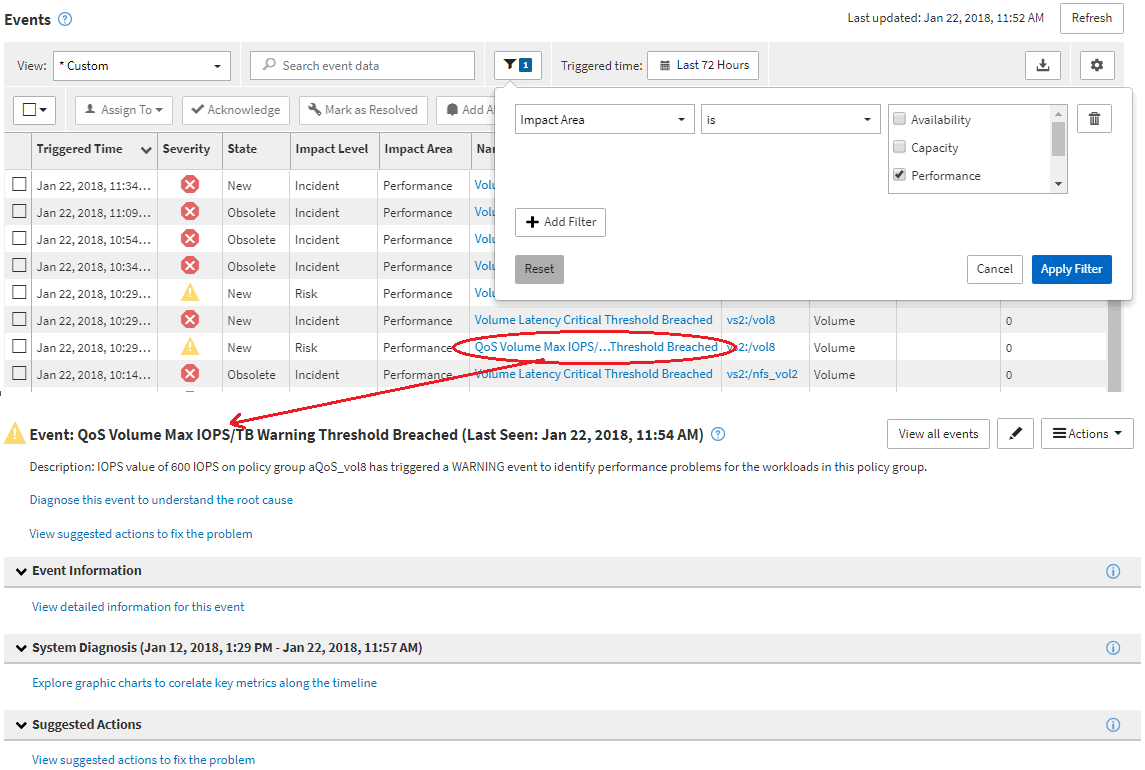 Events ? Last updated: Jan 22, 2018, 11:52 AM Refresh
View: * Custom Search event data 1 Triggered time: Last 72 Hours
Assign To Acknowledge Mark as Resolved Add
Impact Area is Availability
Capacity
Performance
Add Filter
Reset Cancel Apply Filter
Triggered Time Severity State Impact Level Impact Area
Jan 22, 2018, 11:34... New Incident Performance
Jan 22, 2018, 11:09... Obsolete Incident Performance
Jan 22, 2018, 10:54... Obsolete Incident Performance
Jan 22, 2018, 10:34... Obsolete Incident Performance
Jan 22, 2018, 10:29... New Risk Performance
Jan 22, 2018, 10:29... New Incident Performance Volume Latency Critical Threshold Breached vs2:/vol8 Volume 0
Jan 22, 2018, 10:29... New Risk Performance QoS Volume Max IOPS/...Threshold Breached vs2:/vol8 Volume 0
Jan 22, 2018, 10:14... Obsolete Incident Performance Volume Latency Critical Threshold Breached vs2:/nfs_vol2 Volume 0
Event: QoS Volume Max IOPS/TB Warning Threshold Breached (Last Seen: Jan 22, 2018, 11:54 AM) ? View all events Actions
Description: IOPS value of 600 IOPS on policy group aQoS_vol8 has triggered a WARNING event to identify performance problems for the workloads in this policy group.
Diagnose this event to understand the root cause
View suggested actions to fix the problem
Event Information
View detailed information for this event
System Diagnosis (Jan 12, 2018, 1:29 PM - Jan 22, 2018, 11:57 AM)
Explore graphic charts to corelate key metrics along the timeline
Suggested Actions
View suggested actions to fix the problem